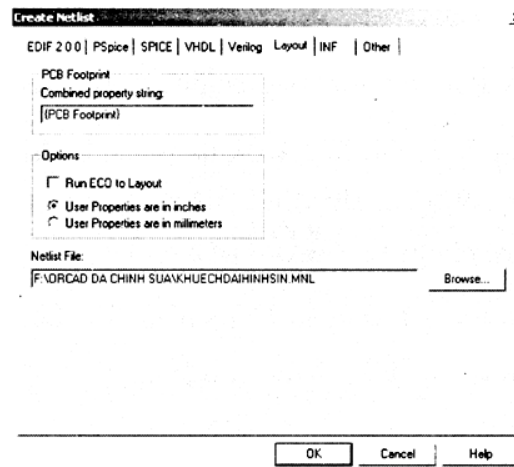 Create Netlist
EDIF 2 0 0 | PSpice | SPICE | VHDL | Verilog Layout | INF | Other |
PCB Footprint
Combined property string:
{PCB Footprint}
Options
Run ECO to Layout
User Properties are in inches
User Properties are in millimeters
Netlist File:
F:\ORCAD DA CHINH SUA\KHUECHDAIHINHSIN.MNL
Browse...
OK Cancel Help